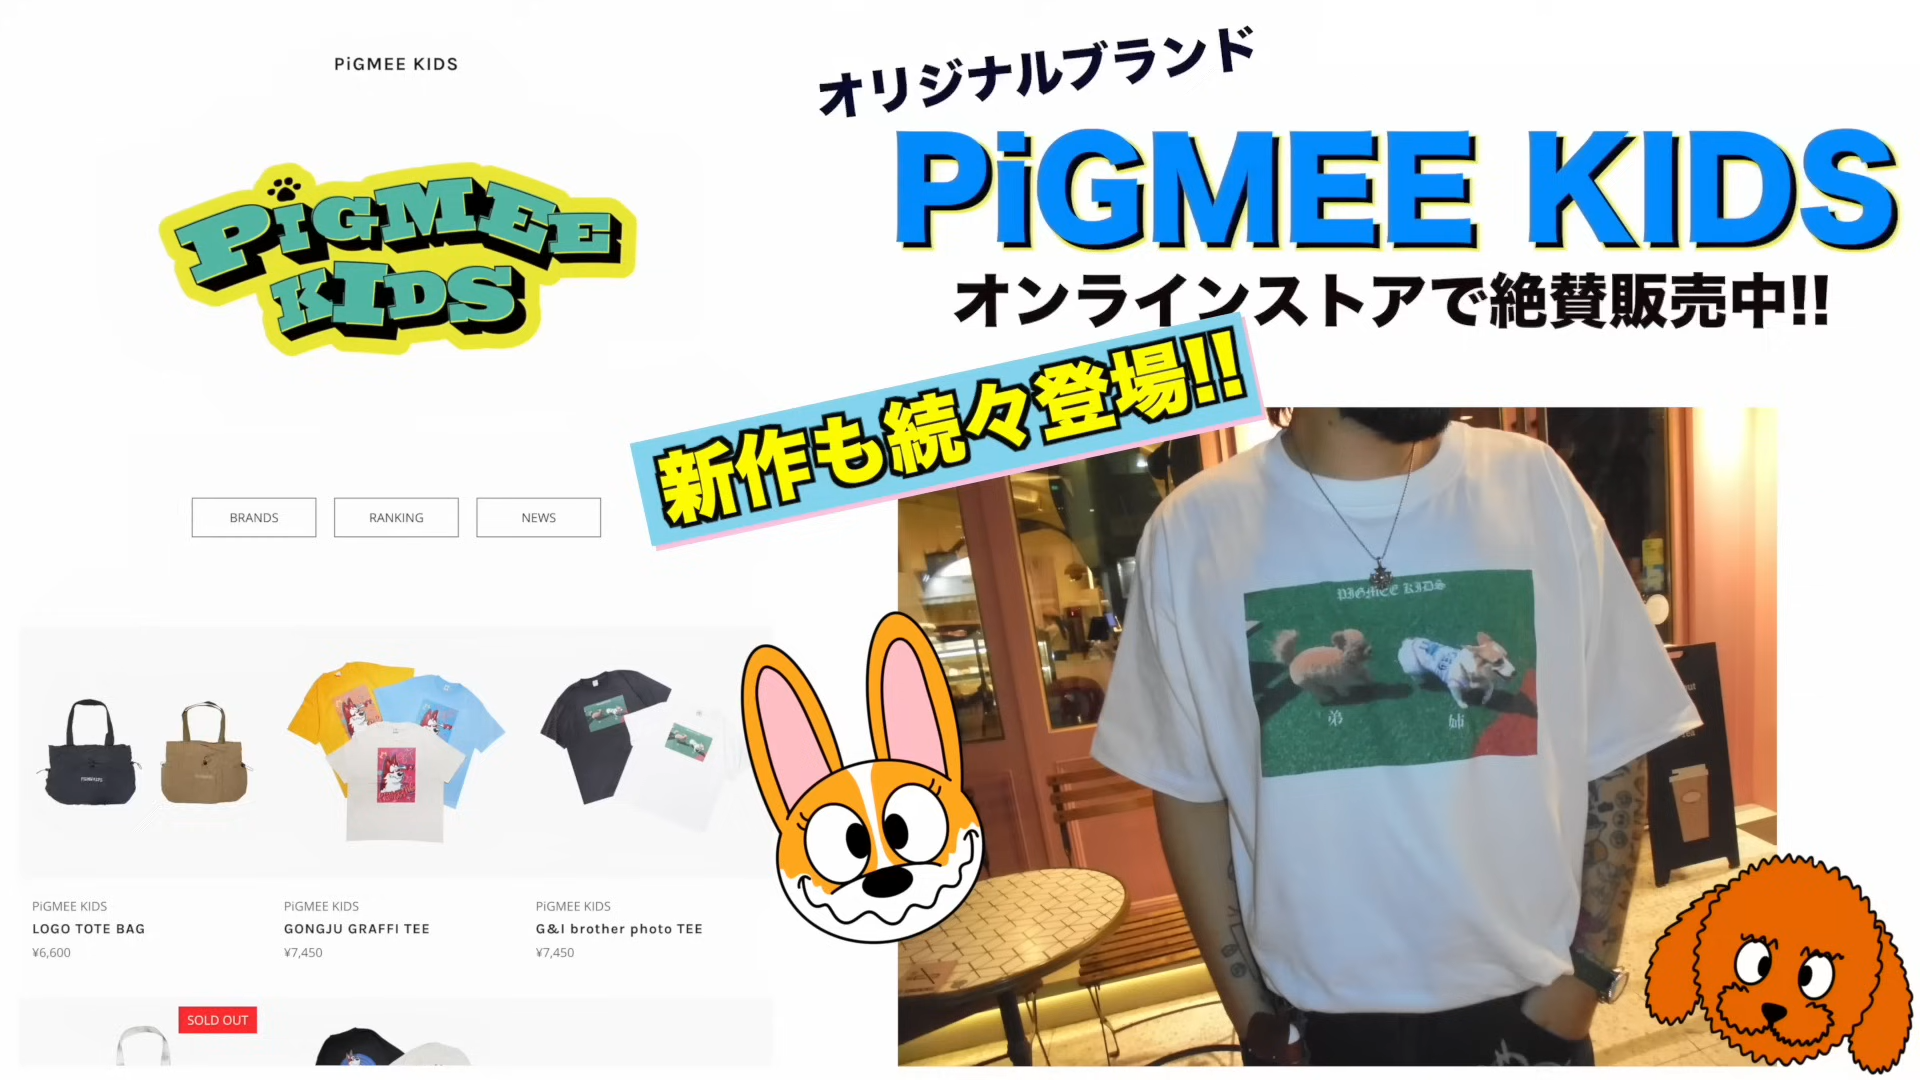 PiGMEE KIDS
PiGMEE
KIDS
BRANDS
RANKING
NEWS
PiGMEE KIDS
LOGO TOTE BAG
¥6,600
PiGMEE KIDS
GONGJU GRAFFI TEE
¥7,450
PiGMEE KIDS
G&I brother photo TEE
¥7,450
SOLD OUT
オリジナルブランド
PiGMEE KIDS
オンラインストアで絶賛販売中!!
新作も続々登場!!
PIGMEE KIDS
弟 姉